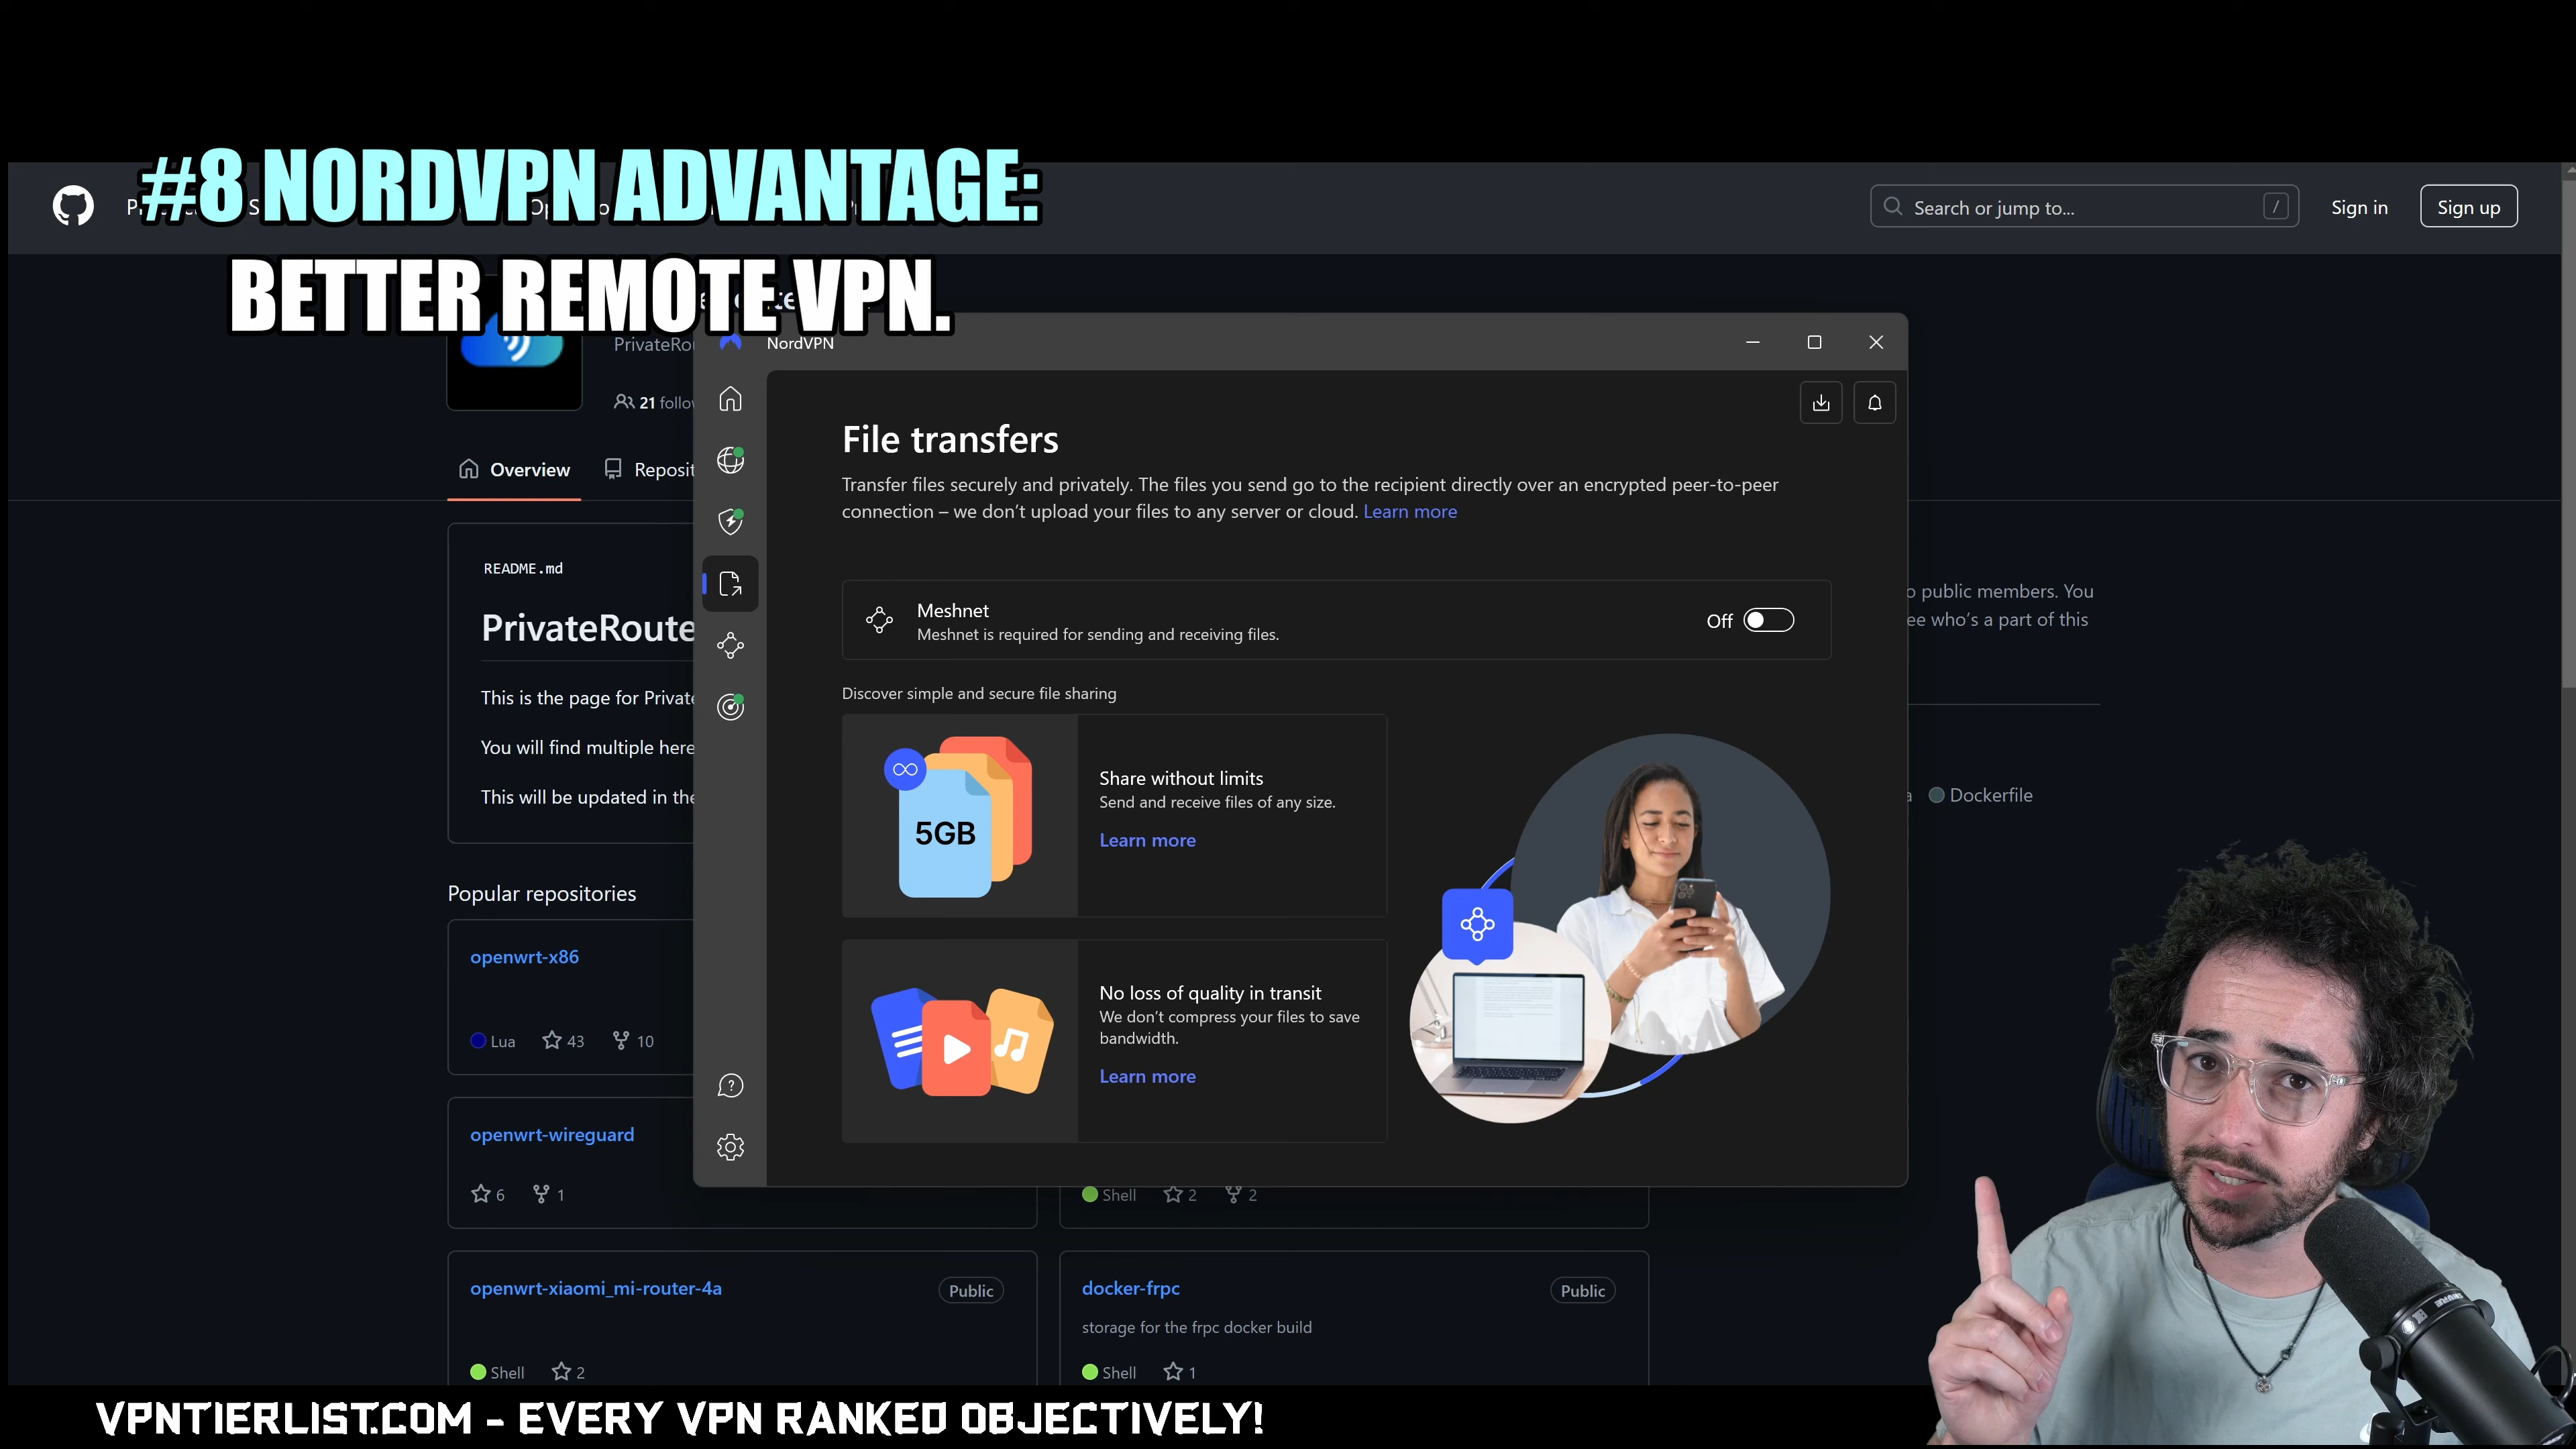 #8 NORDVPN ADVANTAGE:
BETTER REMOTE VPN.
Search or jump to...
/
Sign in
Sign up
PrivateRou
21 follow
Overview
Reposit
README.md
PrivateRoute
This is the page for Private
You will find multiple here
This will be updated in the
Popular repositories
openwrt-x86
Lua
43
10
openwrt-wireguard
6
1
Shell
2
2
openwrt-xiaomi_mi-router-4a
Public
Shell
2
docker-frpc
Public
storage for the frpc docker build
Shell
1
NordVPN
File transfers
Transfer files securely and privately. The files you send go to the recipient directly over an encrypted peer-to-peer
connection – we don't upload your files to any server or cloud. Learn more
Meshnet
Meshnet is required for sending and receiving files.
Off
Discover simple and secure file sharing
5GB
Share without limits
Send and receive files of any size.
Learn more
No loss of quality in transit
We don't compress your files to save
bandwidth.
Learn more
o public members. You
ee who's a part of this
Dockerfile
VPNTIERLIST.COM - EVERY VPN RANKED OBJECTIVELY!